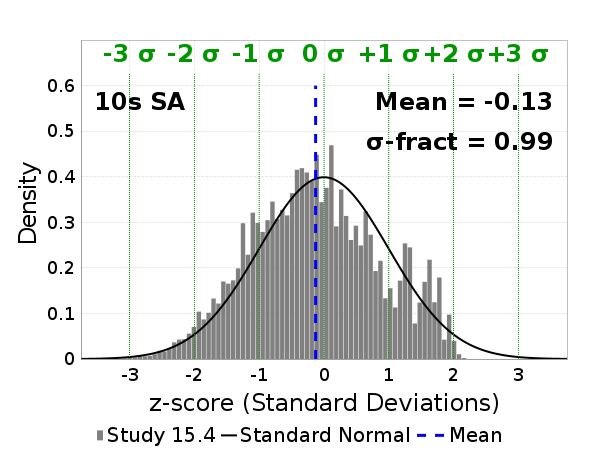 -3 σ -2 σ -1 σ 0 σ +1 σ +2 σ +3 σ
0.6
10s SA
Mean = -0.13
0.5
σ-fract = 0.99
0.4
0.3
0.2
0.1
0
Density
-3 -2 -1 0 1 2 3
z-score (Standard Deviations)
Study 15.4 Standard Normal Mean